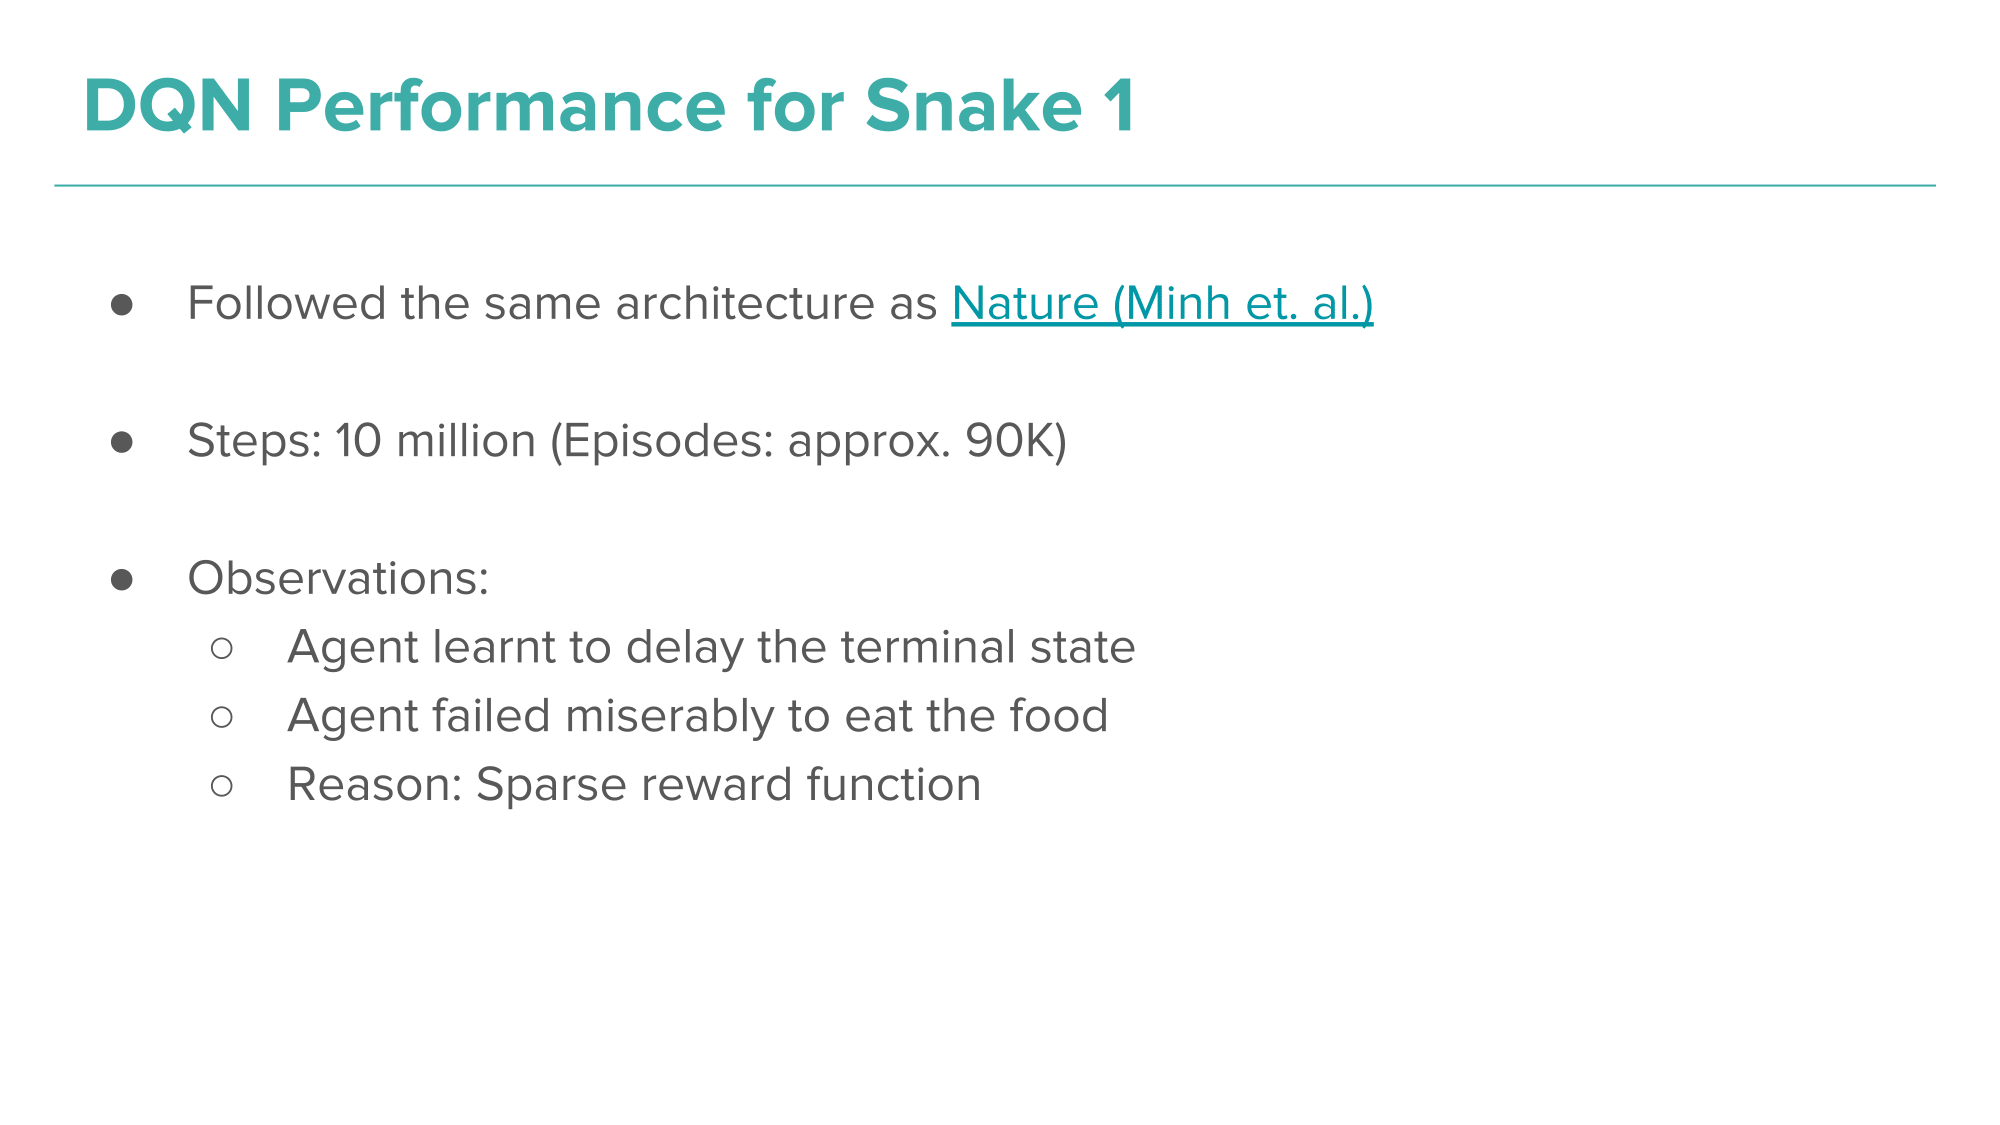 DQN Performance for Snake 1
● Followed the same architecture as Nature (Minh et. al.)
● Steps: 10 million (Episodes: approx. 90K)
● Observations:
○ Agent learnt to delay the terminal state
○ Agent failed miserably to eat the food
○ Reason: Sparse reward function